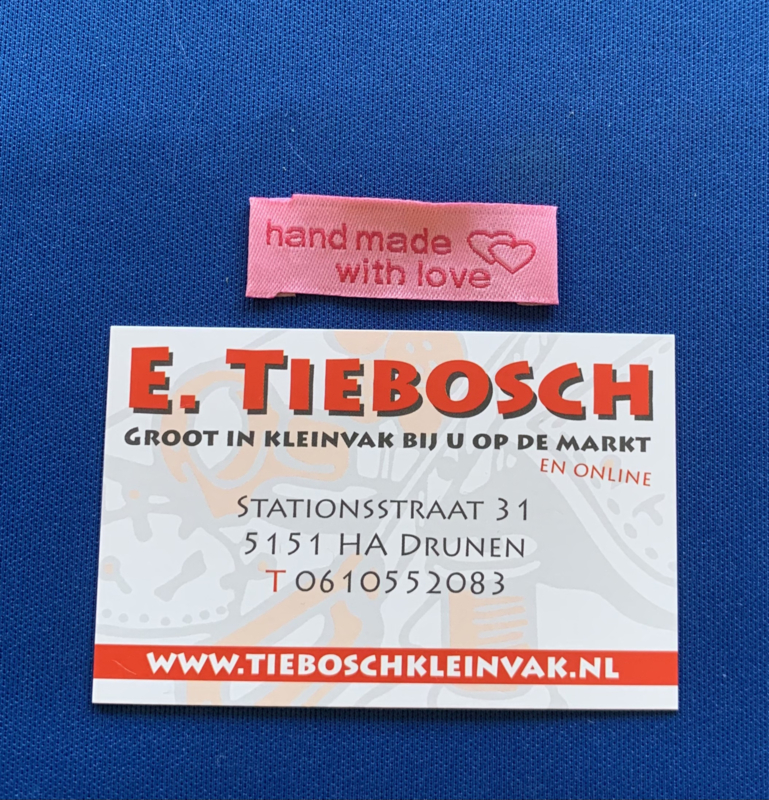 hand made
with love
E. TIEBOSCH
GROOT IN KLEINVAK BIJ U OP DE MARKT
EN ONLINE
STATIONSSTRAAT 31
5151 HA DRUNEN
T 0610552083
WWW.TIEBOSCHKLEINVAK.NL